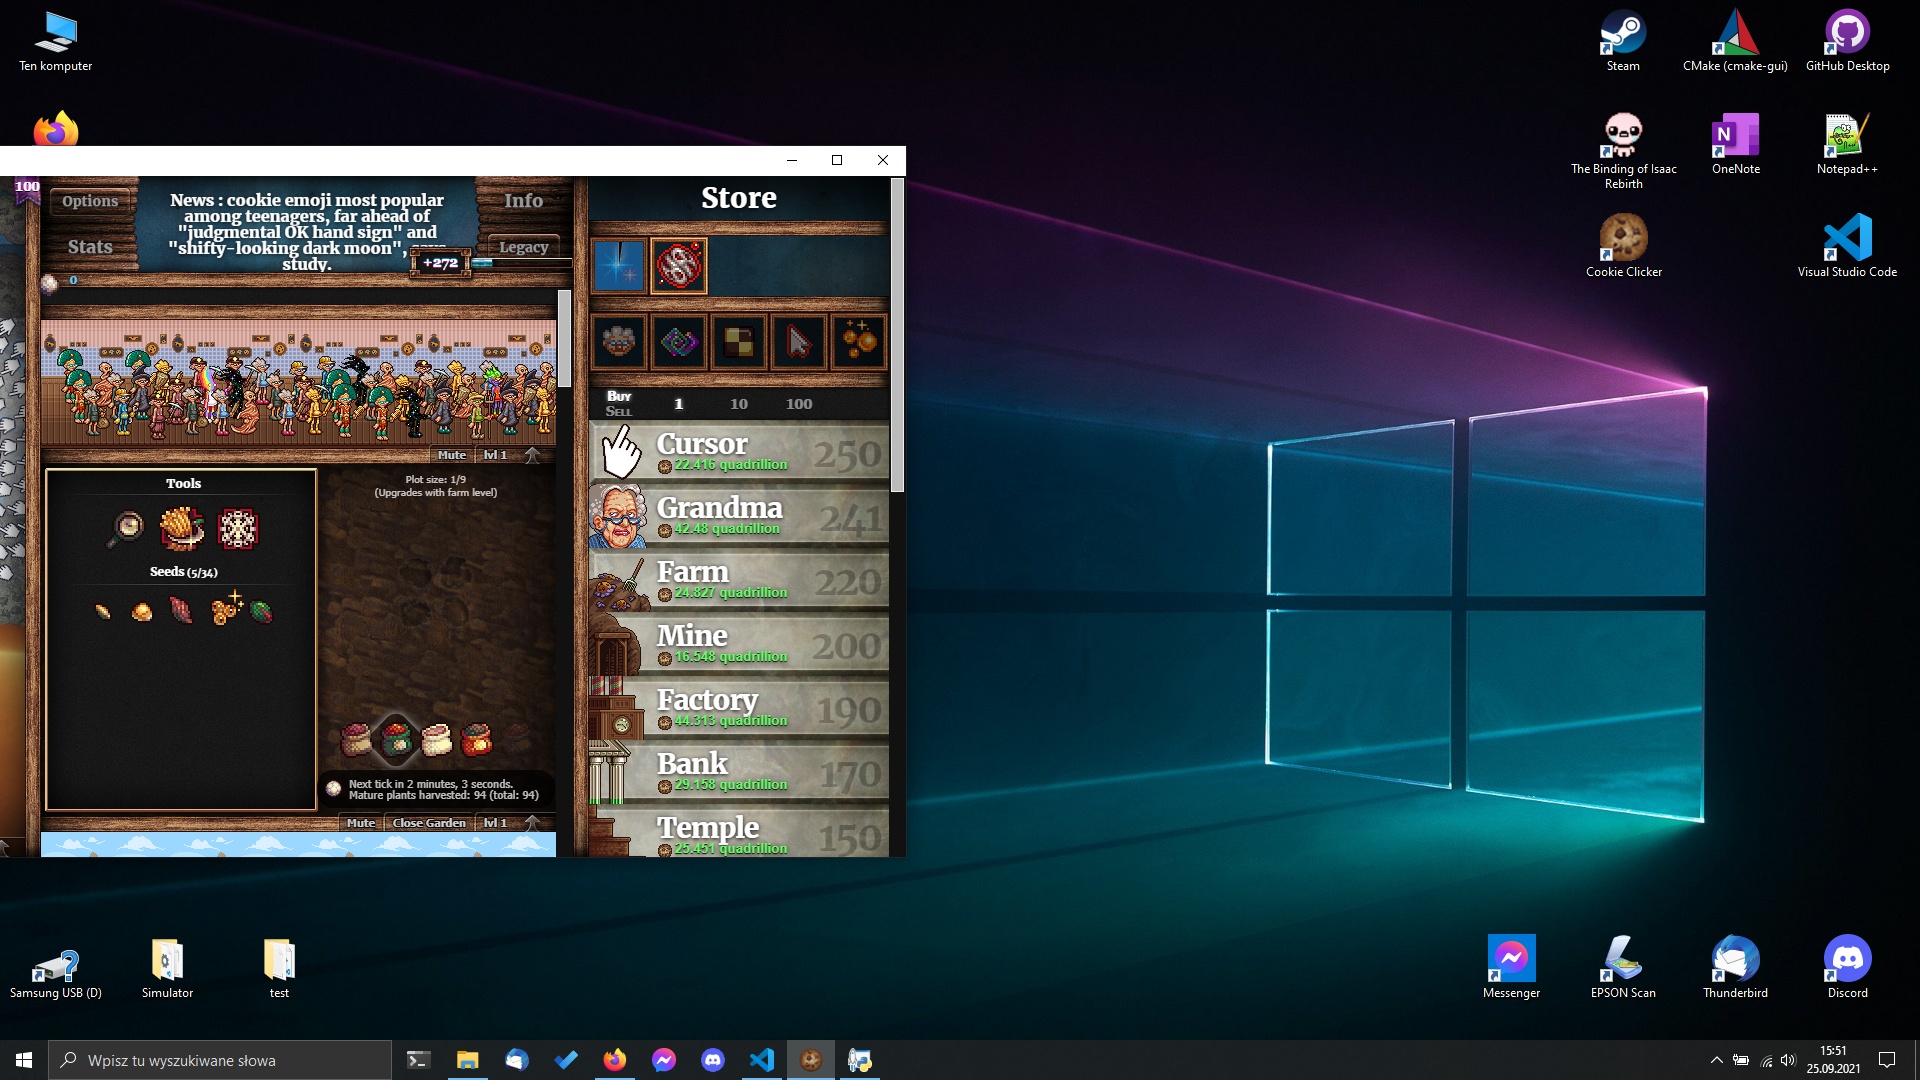 Ten komputer
Steam
CMake (cmake-gui)
GitHub Desktop
The Binding of Isaac
Rebirth
OneNote
Notepad++
Cookie Clicker
Visual Studio Code
100
Options
Stats
News : cookie emoji most popular
among teenagers, far ahead of
"judgmental OK hand sign" and
"shifty-looking dark moon", says
study.
+272
Info
Legacy
0
Mute
lvl 1
Tools
Seeds (5/34)
Plot size: 1/9
(Upgrades with farm level)
Next tick in 2 minutes, 3 seconds.
Mature plants harvested: 94 (total: 94)
Mute
Close Garden
lvl 1
Store
Buy
Sell
1
10
100
Cursor
22.416 quadrillion
250
Grandma
42.48 quadrillion
241
Farm
24.827 quadrillion
220
Mine
16.548 quadrillion
200
Factory
44.313 quadrillion
190
Bank
29.158 quadrillion
170
Temple
25.451 quadrillion
150
Samsung USB (D)
Simulator
test
Messenger
EPSON Scan
Thunderbird
Discord
Wpisz tu wyszukiwane słowa
15:51
25.09.2021